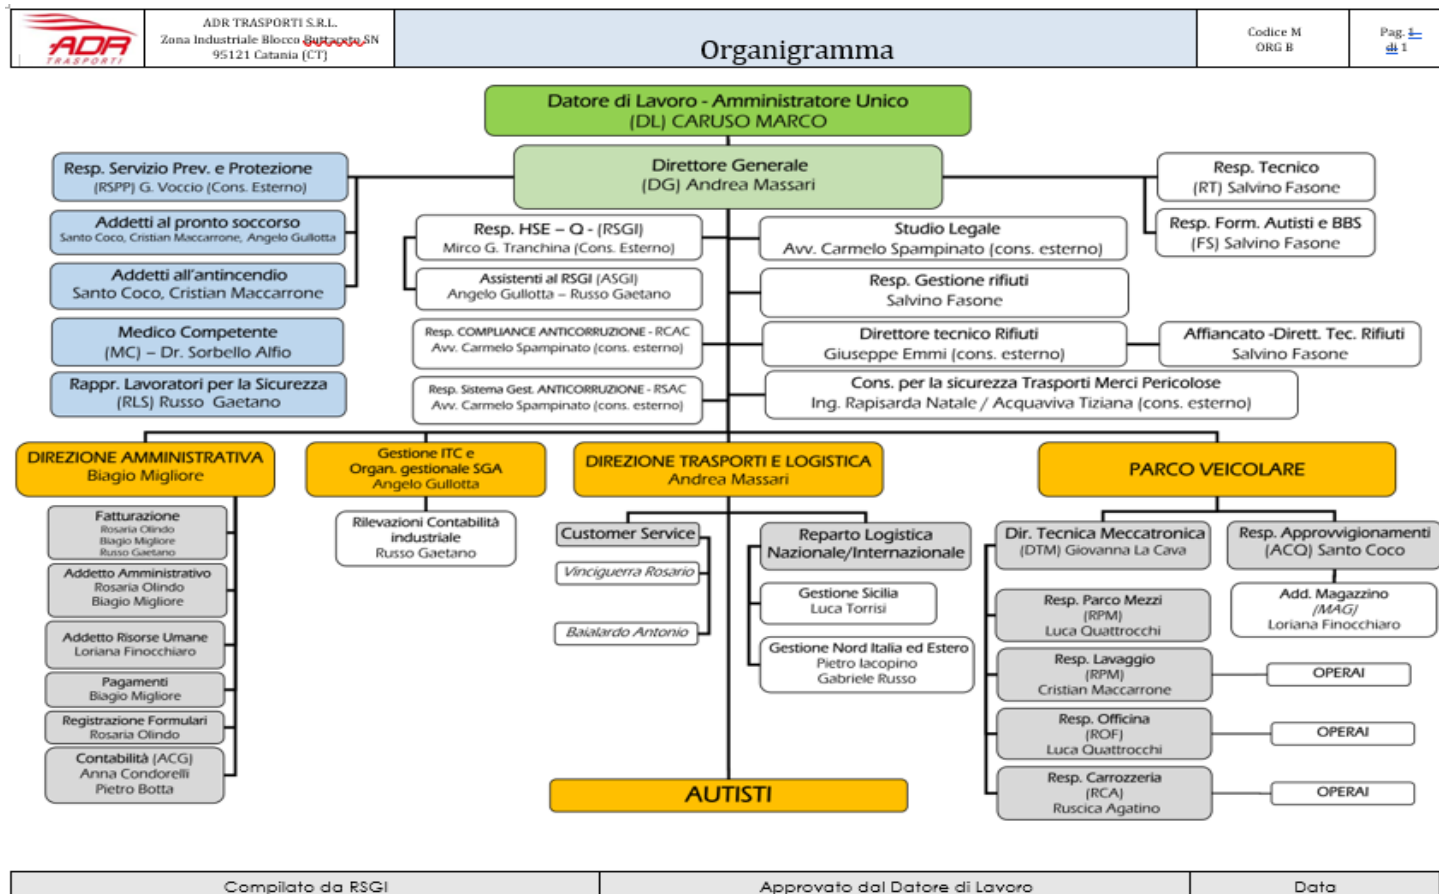 ADR
TRASPORTI
ADR TRASPORTI S.R.L.
Zona Industriale Blocco Buttaceto SN
95121 Catania (CT)
Organigramma
Codice M
ORG B
Pag. 1
di 1
Datore di Lavoro - Amministratore Unico
(DL) CARUSO MARCO
Direttore Generale
(DG) Andrea Massari
Resp. Servizio Prev. e Protezione
(RSPP) G. Voccio (Cons. Esterno)
Addetti al pronto soccorso
Santo Coco, Cristian Maccarrone, Angelo Gullotta
Addetti all'antincendio
Santo Coco, Cristian Maccarrone
Medico Competente
(MC) – Dr. Sorbello Alfio
Rappr. Lavoratori per la Sicurezza
(RLS) Russo Gaetano
Resp. HSE – Q - (RSGI)
Mirco G. Tranchina (Cons. Esterno)
Assistenti al RSGI (ASGI)
Angelo Gullotta – Russo Gaetano
Resp. COMPLIANCE ANTICORRUZIONE - RCAC
Avv. Carmelo Spampinato (cons. esterno)
Resp. Sistema Gest. ANTICORRUZIONE - RSAC
Avv. Carmelo Spampinato (cons. esterno)
Studio Legale
Avv. Carmelo Spampinato (cons. esterno)
Resp. Gestione rifiuti
Salvino Fasone
Direttore tecnico Rifiuti
Giuseppe Emmi (cons. esterno)
Cons. per la sicurezza Trasporti Merci Pericolose
Ing. Rapisarda Natale / Acquaviva Tiziana (cons. esterno)
Resp. Tecnico
(RT) Salvino Fasone
Resp. Form. Autisti e BBS
(FS) Salvino Fasone
Affiancato -Dirett. Tec. Rifiuti
Salvino Fasone
DIREZIONE AMMINISTRATIVA
Biagio Migliore
Fatturazione
Rosaria Olindo
Biagio Migliore
Russo Gaetano
Addetto Amministrativo
Rosaria Olindo
Biagio Migliore
Addetto Risorse Umane
Loriana Finocchiaro
Pagamenti
Biagio Migliore
Registrazione Formulari
Rosaria Olindo
Contabilità (ACG)
Anna Condorelli
Pietro Botta
Gestione ITC e
Organ. gestionale SGA
Angelo Gullotta
Rilevazioni Contabilità
industriale
Russo Gaetano
DIREZIONE TRASPORTI E LOGISTICA
Andrea Massari
Customer Service
Vinciguerra Rosario
Baialardo Antonio
Reparto Logistica
Nazionale/Internazionale
Gestione Sicilia
Luca Torrisi
Gestione Nord Italia ed Estero
Pietro Iacopino
Gabriele Russo
AUTISTI
PARCO VEICOLARE
Dir. Tecnica Meccatronica
(DTM) Giovanna La Cava
Resp. Parco Mezzi
(RPM)
Luca Quattrocchi
Resp. Lavaggio
(RPM)
Cristian Maccarrone
OPERAI
Resp. Officina
(ROF)
Luca Quattrocchi
OPERAI
Resp. Carrozzeria
(RCA)
Ruscica Agatino
OPERAI
Resp. Approvvigionamenti
(ACQ) Santo Coco
Add. Magazzino
(MAG)
Loriana Finocchiaro
Compilato da RSGI
Approvato dal Datore di Lavoro
Data